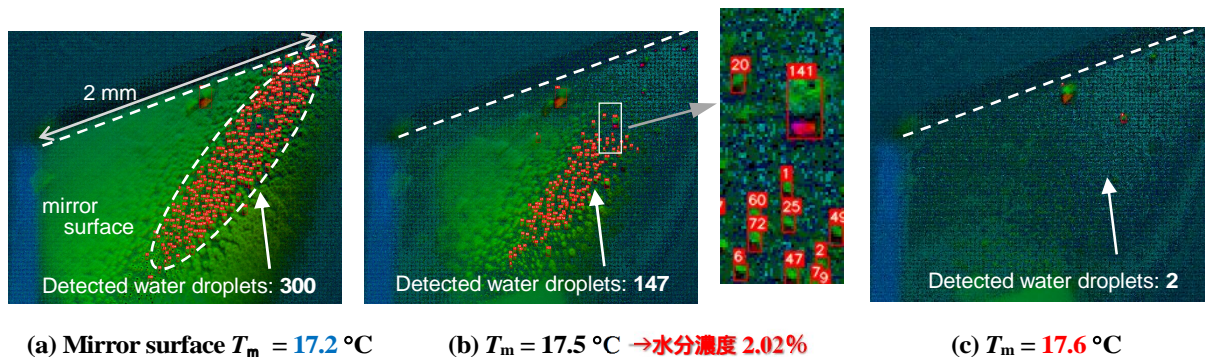 2 mm
mirror
surface
Detected water droplets: 300
Detected water droplets: 147
20
141
1
60
25
72
49
6
47
2
79
Detected water droplets: 2
(a) Mirror surface Tm = 17.2 °C
(b) Tm = 17.5 °C →水分濃度 2.02%
(c) Tm = 17.6 °C